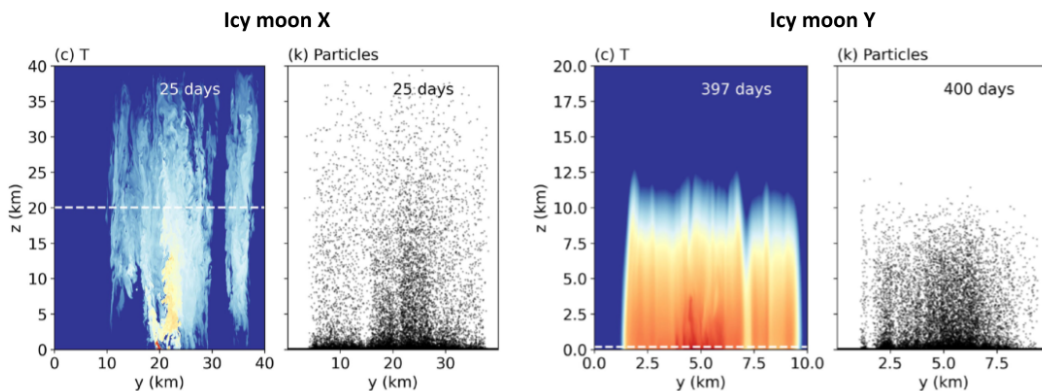 Icy moon X
Icy moon Y
(c) T
(k) Particles
(c) T
(k) Particles
25 days
25 days
397 days
400 days
z (km)
40
35
30
25
20
15
10
5
0
0 10 20 30 40
y (km)
10 20 30
y (km)
z (km)
20.0
17.5
15.0
12.5
10.0
7.5
5.0
2.5
0.0
0.0 2.5 5.0 7.5 10.0
y (km)
2.5 5.0 7.5
y (km)